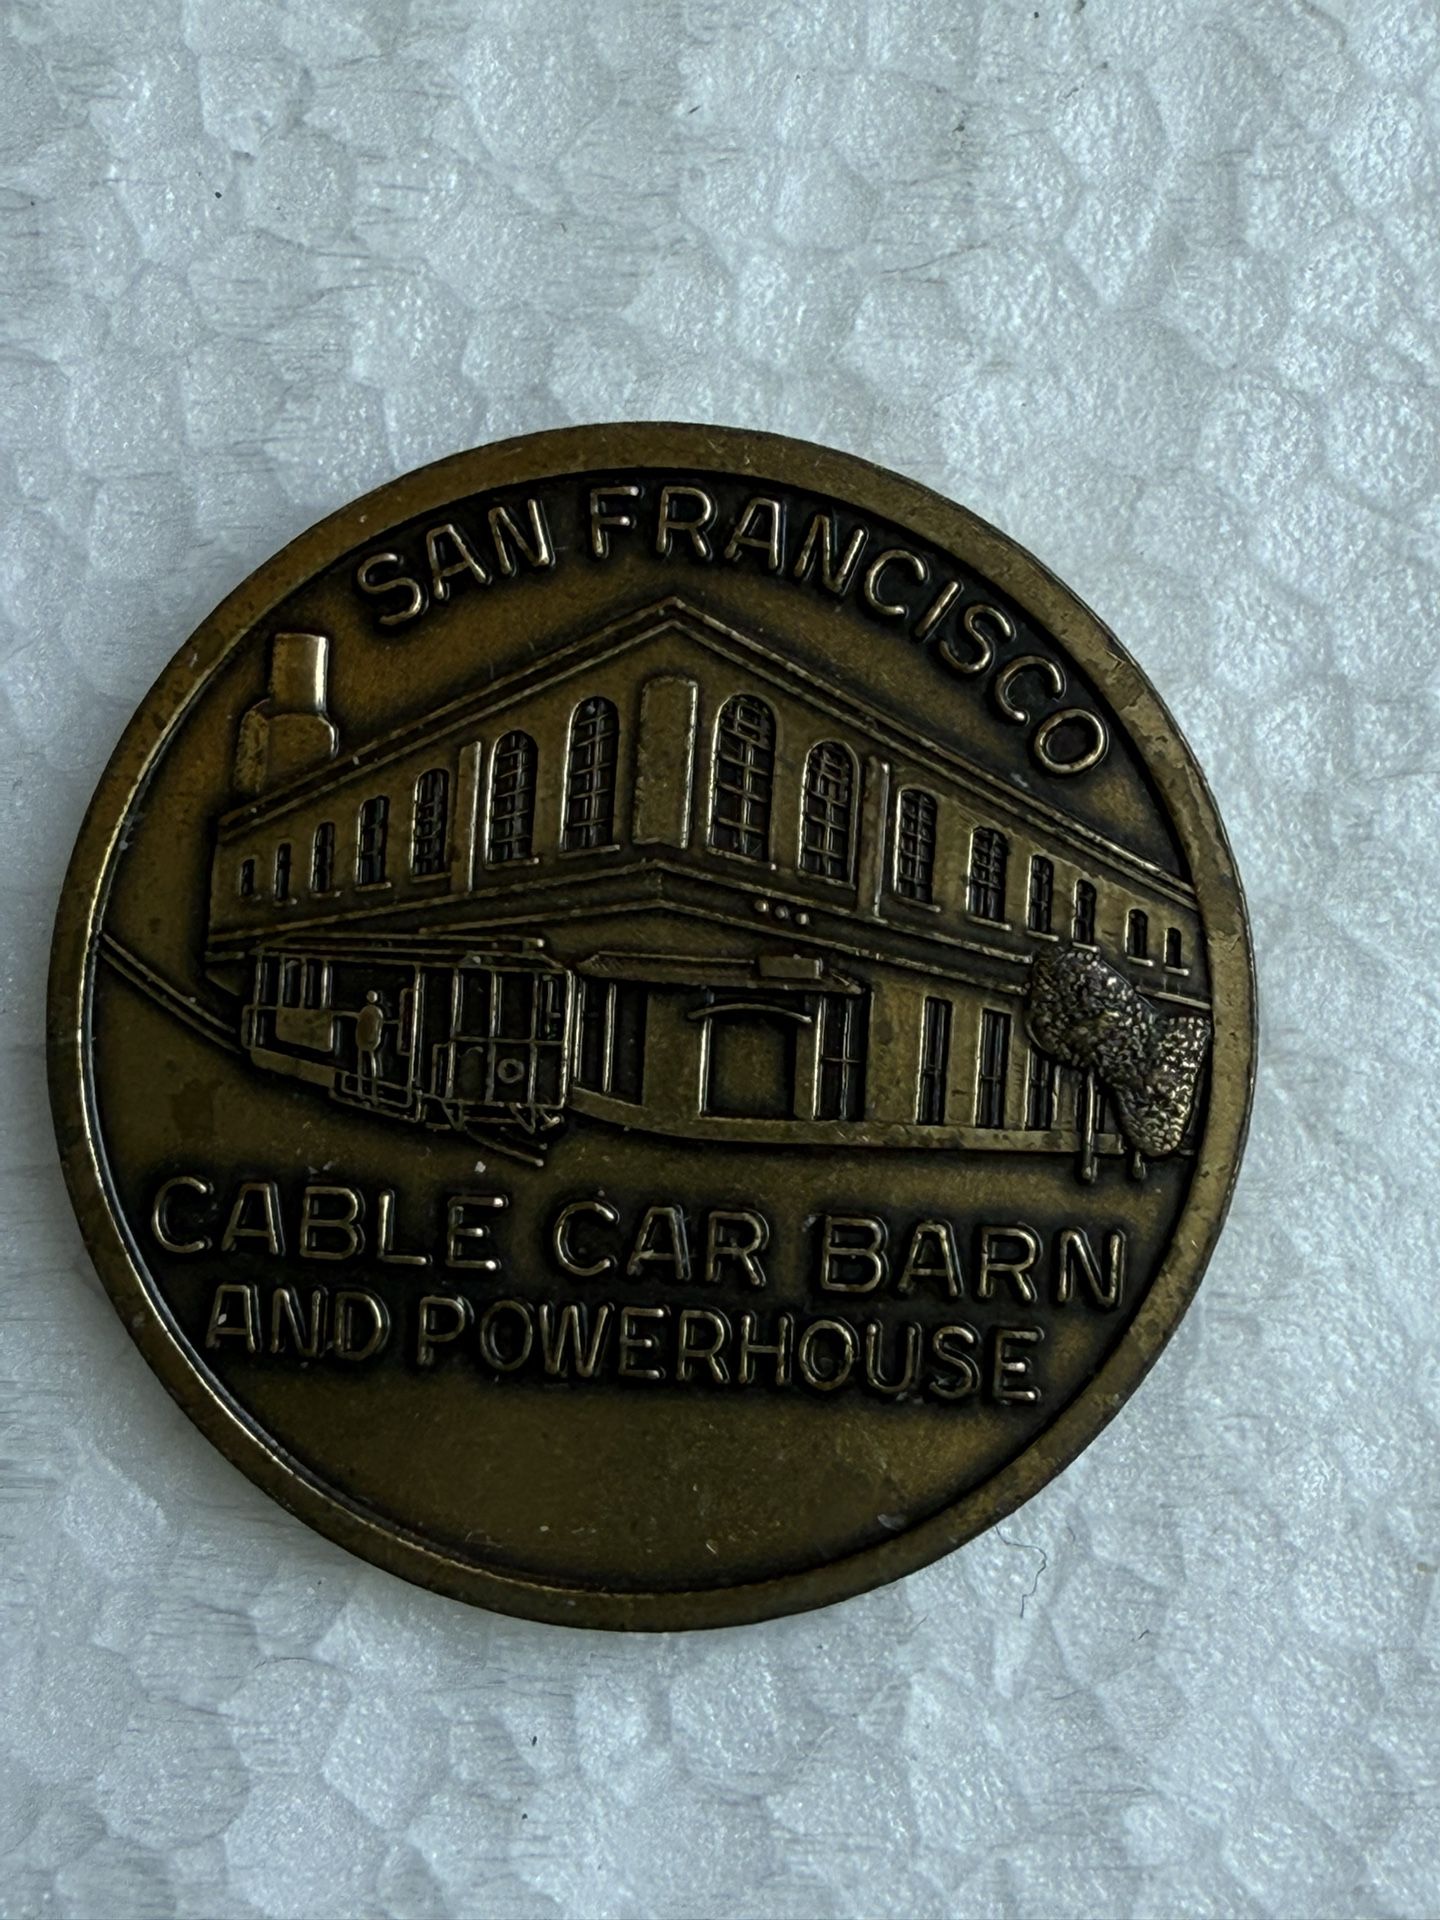 SAN FRANCISCO
CABLE CAR BARN
AND POWERHOUSE